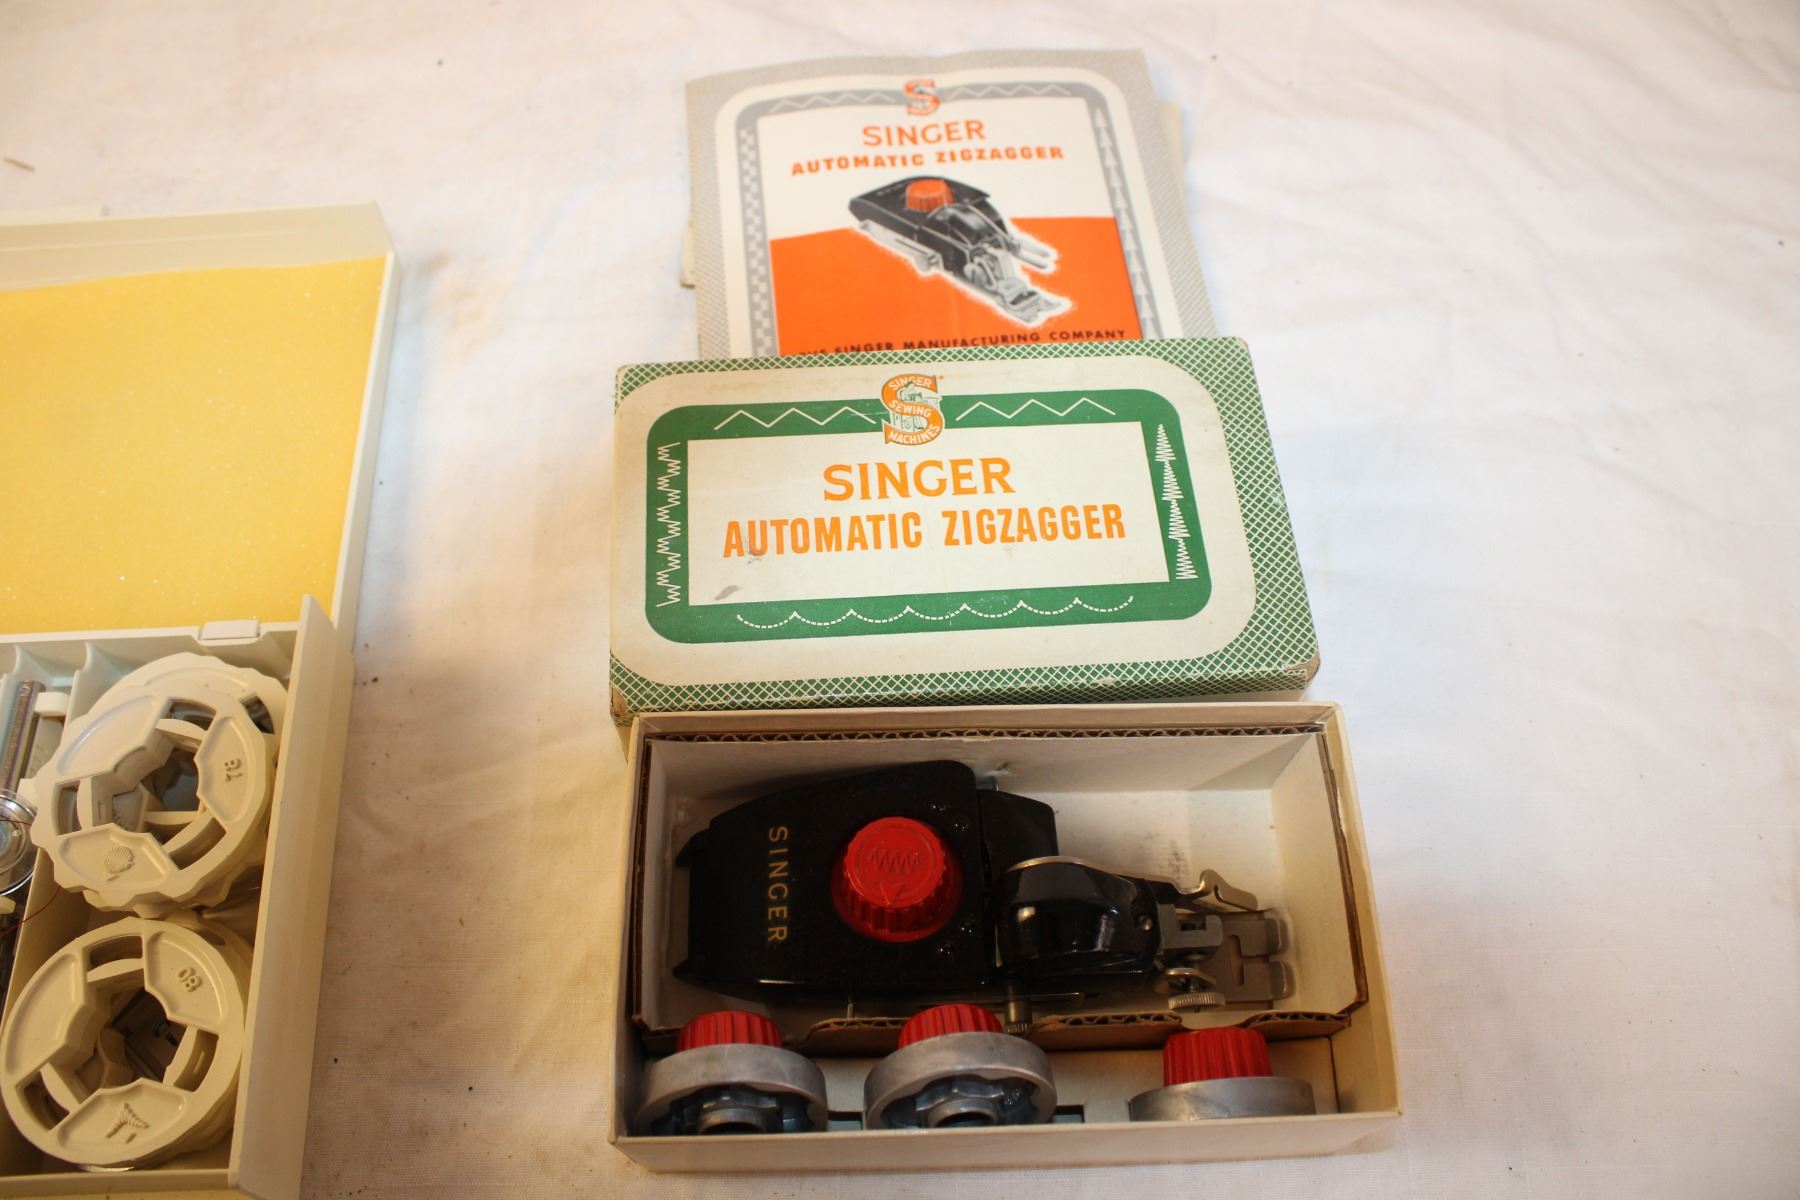 SINGER
AUTOMATIC ZIGZAGGER
SINGER MANUFACTURING COMPANY
SINGER
SEWING
MACHINES
SINGER
AUTOMATIC ZIGZAGGER
SINGER